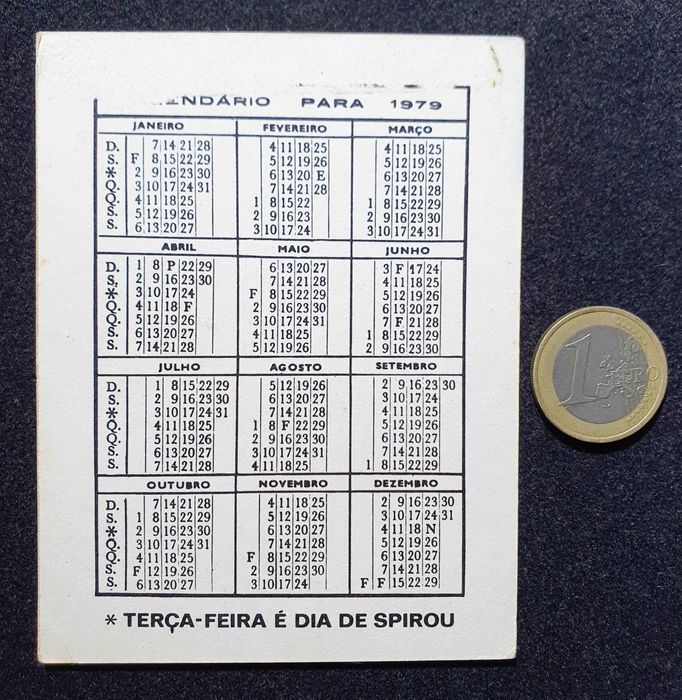 ENDÁRIO PARA 1979
JANEIRO FEVEREIRO MARÇO
D. 7 14 21 28 4 11 18 25 4 11 18 25
S. F 8 15 22 29 5 12 19 26 5 12 19 26
* 2 9 16 23 30 6 13 20 E 6 13 20 27
Q. 3 10 17 24 31 7 14 21 28 7 14 21 28
Q. 4 11 18 25 1 8 15 22 1 8 15 22 29
S. 5 12 19 26 2 9 16 23 2 9 16 23 30
S. 6 13 20 27 3 10 17 24 3 10 17 24 31
ABRIL MAIO JUNHO
D. 1 8 P 22 29 6 13 20 27 3 F 17 24
S. 2 9 16 23 30 7 14 21 28 4 11 18 25
* 3 10 17 24 F 8 15 22 29 5 12 19 26
Q. 4 11 18 F 2 9 16 23 30 6 13 20 27
Q. 5 12 19 26 3 10 17 24 31 7 F 21 28
S. 6 13 20 27 4 11 18 25 1 8 15 22 29
S. 7 14 21 28 5 12 19 26 2 9 16 23 30
JULHO AGOSTO SETEMBRO
D. 1 8 15 22 29 5 12 19 26 2 9 16 23 30
S. 2 9 16 23 30 6 13 20 27 3 10 17 24
* 3 10 17 24 31 7 14 21 28 4 11 18 25
Q. 4 11 18 25 1 8 F 22 29 5 12 19 26
Q. 5 12 19 26 2 9 16 23 30 6 13 20 27
S. 6 13 20 27 3 10 17 24 31 7 14 21 28
S. 7 14 21 28 4 11 18 25 1 8 15 22 29
OUTUBRO NOVEMBRO DEZEMBRO
D. 7 14 21 28 4 11 18 25 2 9 16 23 30
S. 1 8 15 22 29 5 12 19 26 3 10 17 24 31
* 2 9 16 23 30 6 13 20 27 4 11 18 N
Q. 3 10 17 24 31 7 14 21 28 5 12 19 26
Q. 4 11 18 25 F 8 15 22 29 6 13 20 27
S. F 12 19 26 2 9 16 23 30 7 14 21 28
S. 6 13 20 27 3 10 17 24 F F 15 22 29
* TERÇA-FEIRA É DIA DE SPIROU
1